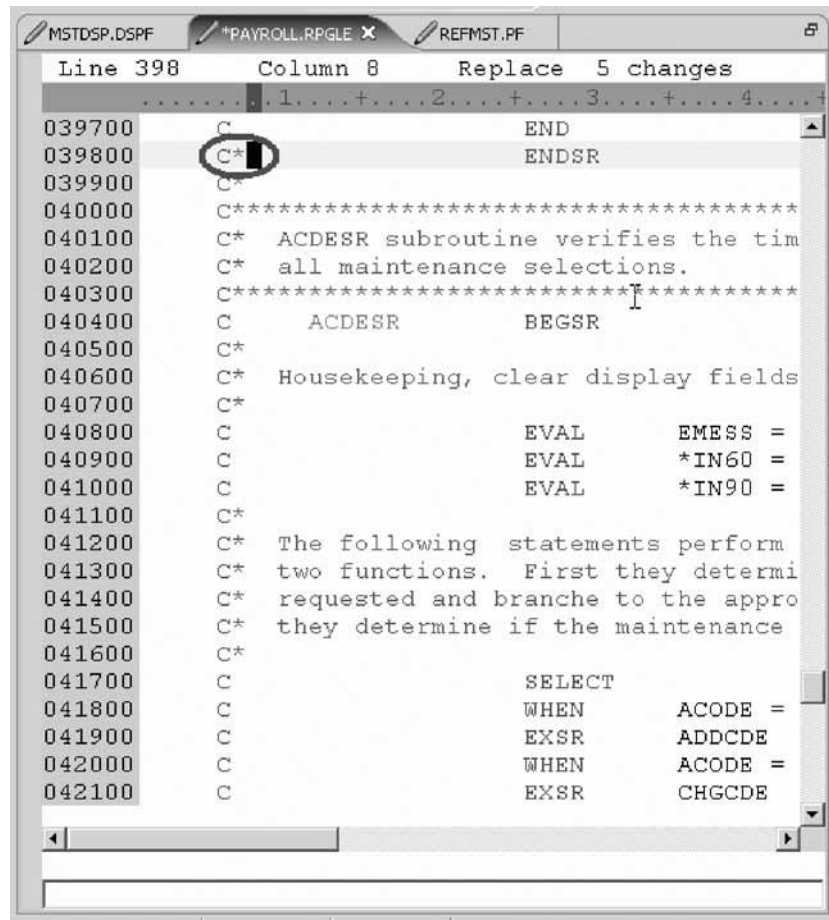 MSTDSP.DSPF *PAYROLL.RPGLE REFMST.PF
Line 398 Column 8 Replace 5 changes
.........1....+....2....+....3....+....4....+
039700 C END
039800 C* ENDSR
039900 C*
040000 C***************************************
040100 C* ACDESR subroutine verifies the tim
040200 C* all maintenance selections.
040300 C***************************************
040400 C ACDESR BEGSR
040500 C*
040600 C* Housekeeping, clear display fields
040700 C*
040800 C EVAL EMESS =
040900 C EVAL *IN60 =
041000 C EVAL *IN90 =
041100 C*
041200 C* The following statements perform
041300 C* two functions. First they determi
041400 C* requested and branche to the appro
041500 C* they determine if the maintenance
041600 C*
041700 C SELECT
041800 C WHEN ACODE =
041900 C EXSR ADDCDE
042000 C WHEN ACODE =
042100 C EXSR CHGCDE